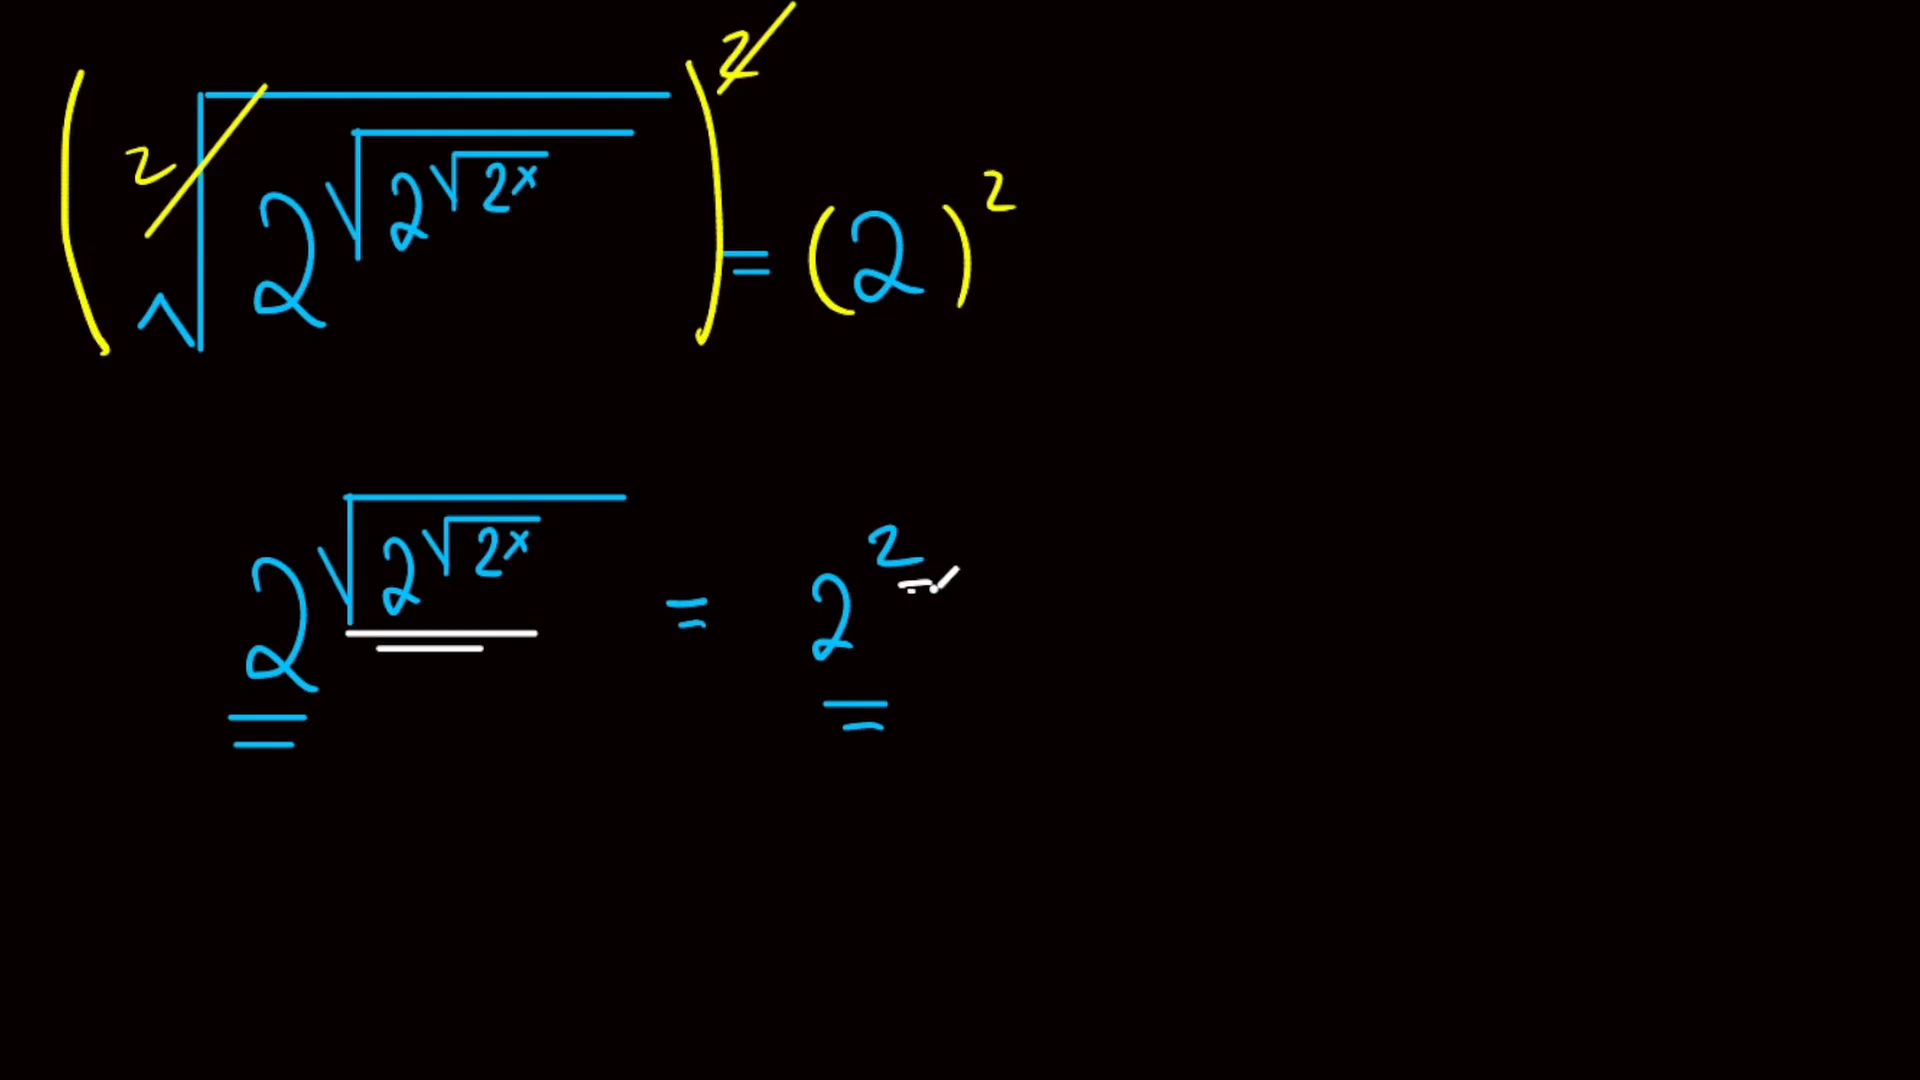 (²√(2^√(2^√(2^x))))² = (2)²
2^√(2^√(2^x)) = 2²